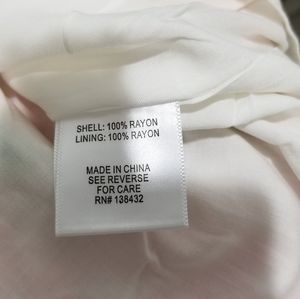 SHELL: 100% RAYON
LINING: 100% RAYON
MADE IN CHINA
SEE REVERSE
FOR CARE
RN# 138432